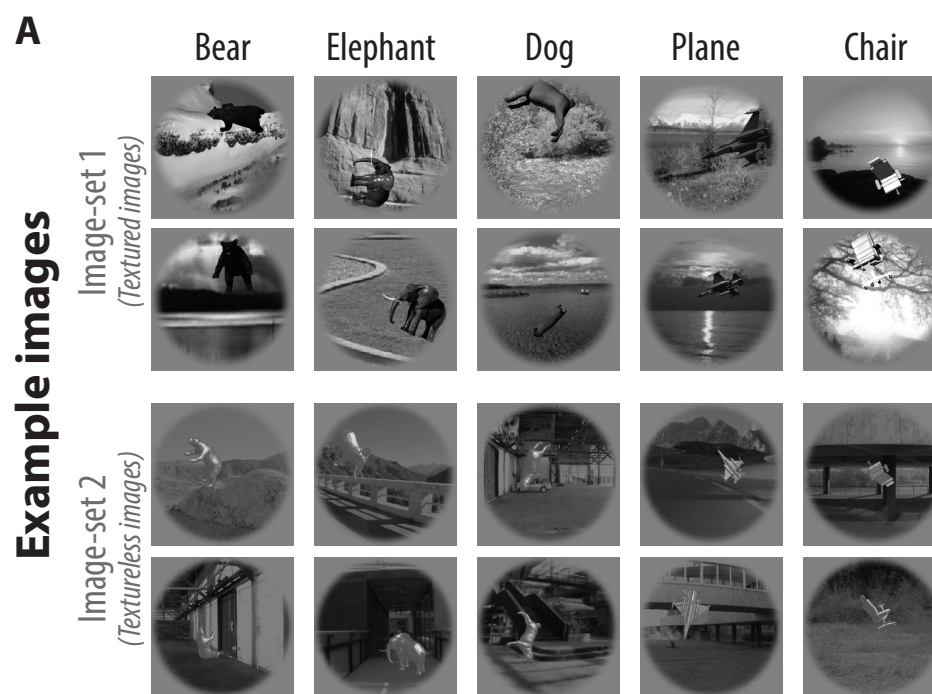 A
Bear Elephant Dog Plane Chair
Example images
Image-set 1
(Textured images)
Image-set 2
(Textureless images)